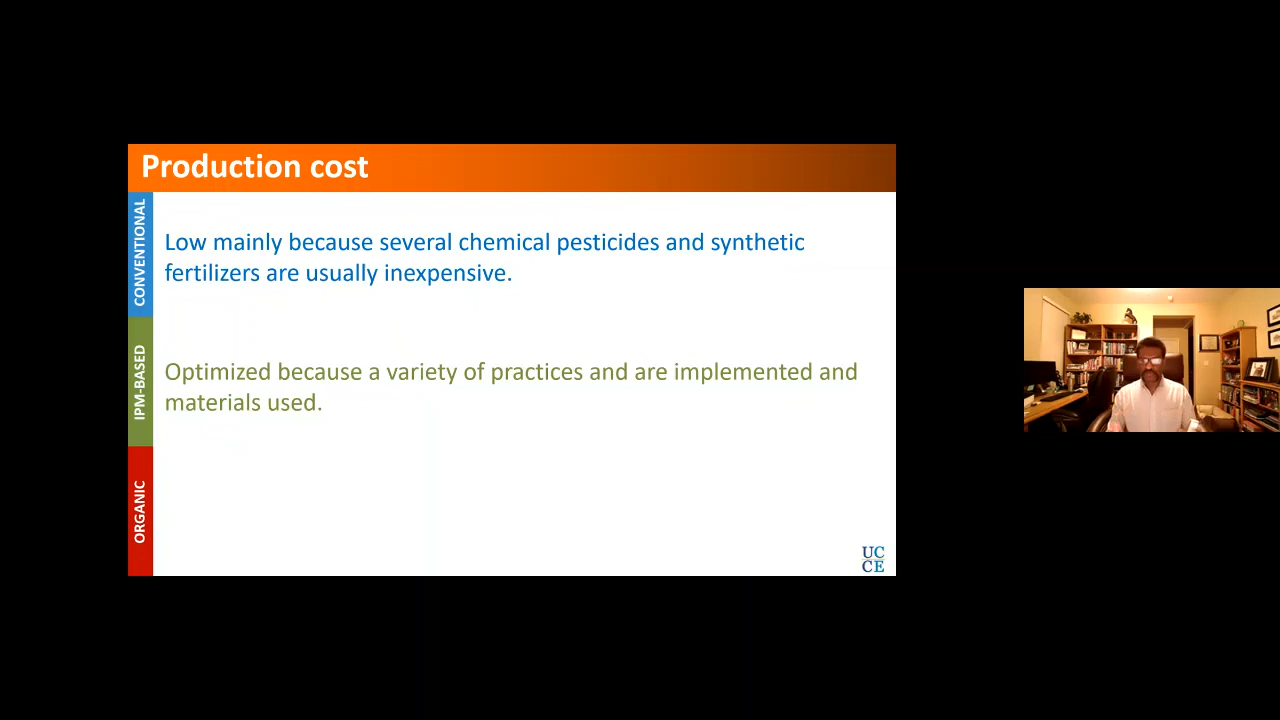 Production cost
CONVENTIONAL
Low mainly because several chemical pesticides and synthetic
fertilizers are usually inexpensive.
IPM-BASED
Optimized because a variety of practices and are implemented and
materials used.
ORGANIC
UC
CE